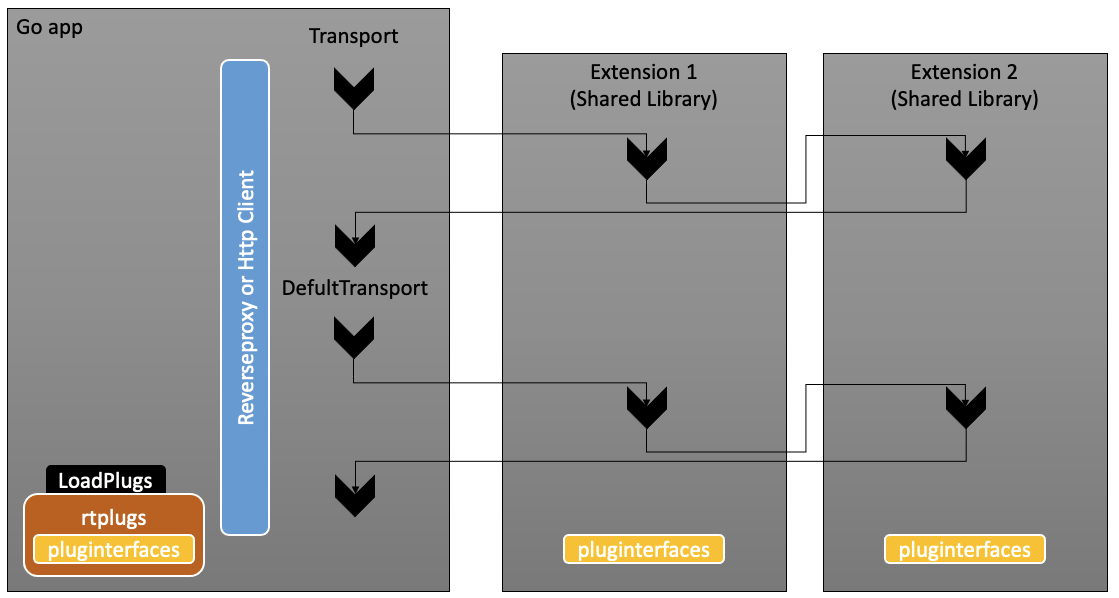 Go app
Transport
Extension 1
(Shared Library)
Extension 2
(Shared Library)
Reverseproxy or Http Client
DefultTransport
LoadPlugs
rtplugs
pluginterfaces
pluginterfaces
pluginterfaces